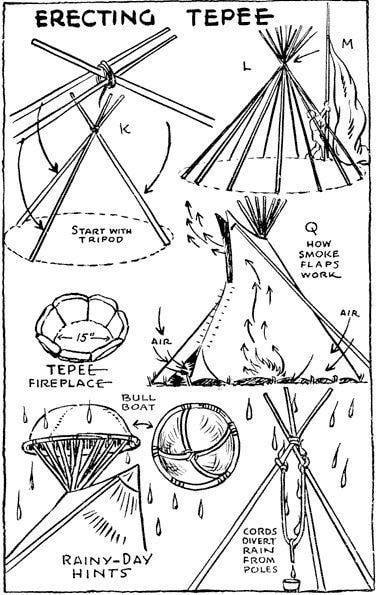 ERECTING TEPEE
K
START WITH
TRIPOD
L
M
Q
HOW
SMOKE
FLAPS
WORK
AIR
AIR
15"
TEPEE
FIREPLACE
BULL
BOAT
RAINY-DAY
HINTS
CORDS
DIVERT
RAIN
FROM
POLES